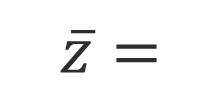 z̄ =